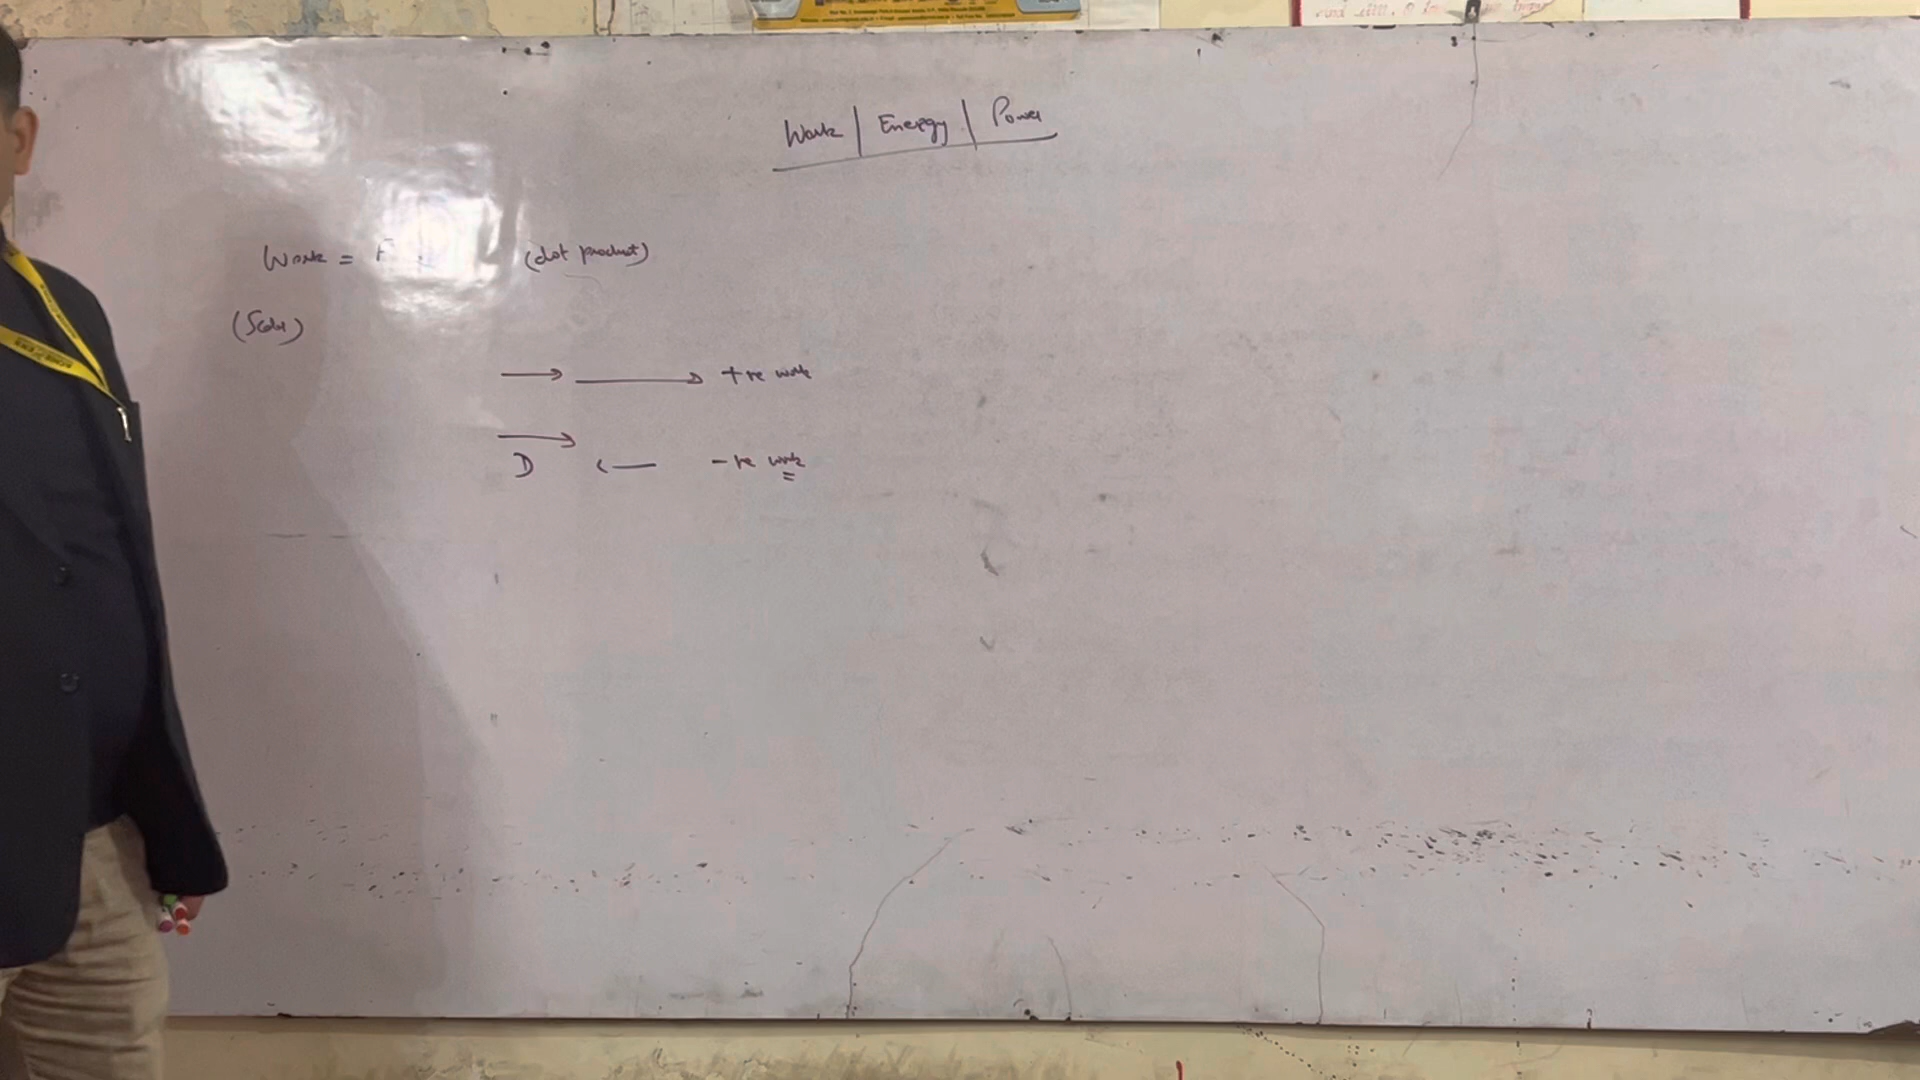 Work | Energy | Power
Work = F . (dot product)
(Scalar)
+ve work
D
-ve work